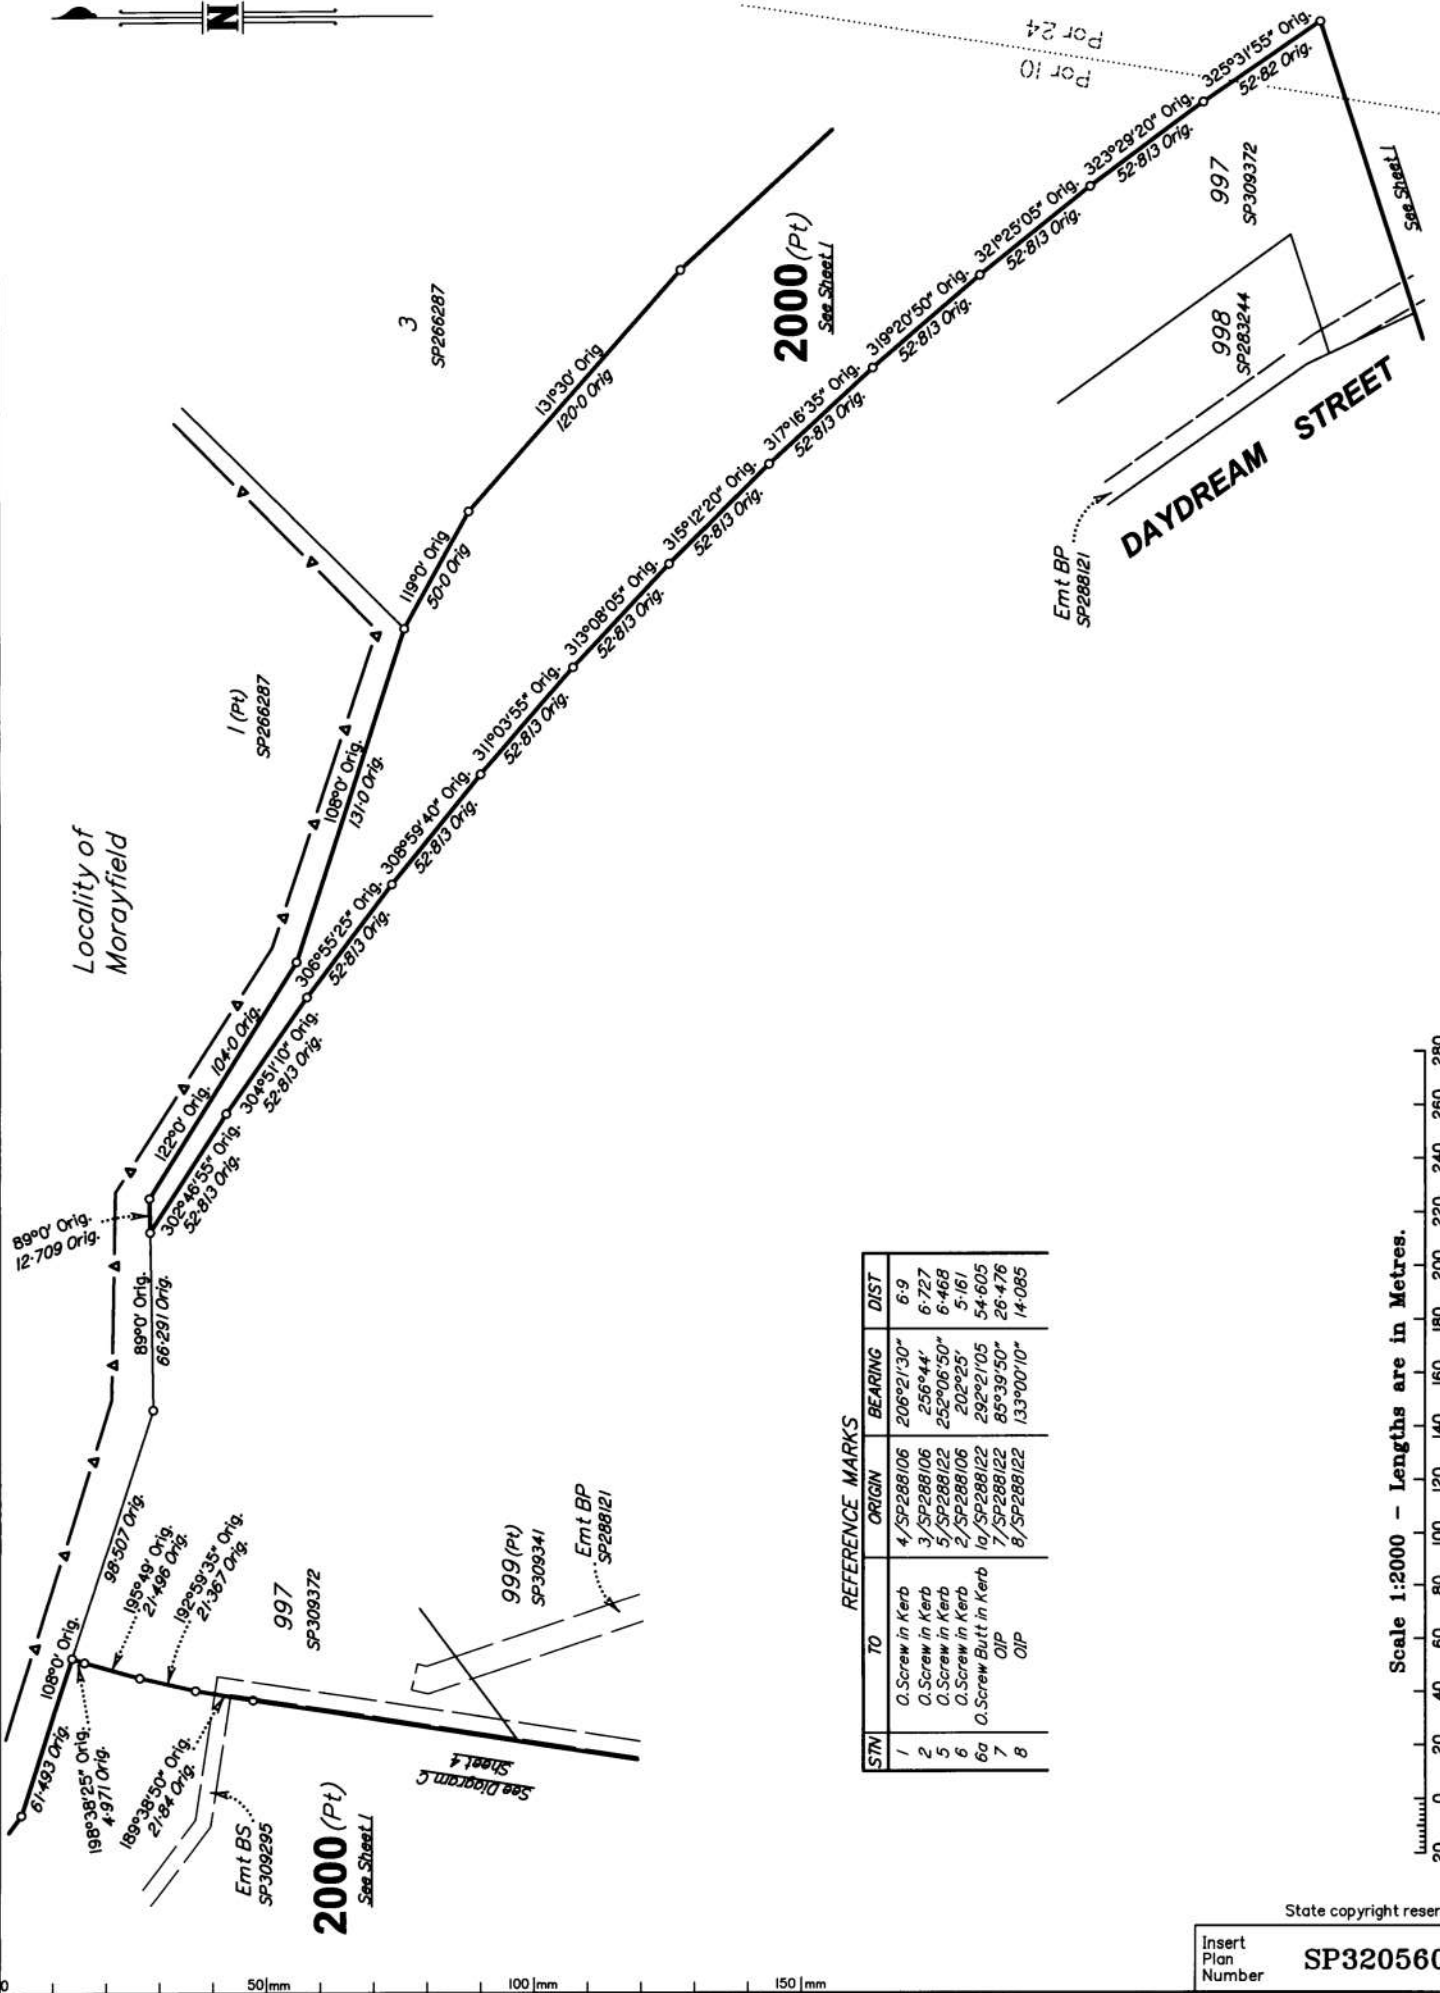 N
Por 24
Por 10
Locality of
Morayfield
1 (Pt)
SP266287
3
SP266287
89°0' Orig.
12·709 Orig.
122°0' Orig.
104·0 Orig.
108°0' Orig.
131·0 Orig.
119°0' Orig
50·0 Orig
131°30' Orig
120·0 Orig
2000 (Pt)
See Sheet 1
302°46'55" Orig.
52·813 Orig.
304°51'10" Orig.
52·813 Orig.
306°55'25" Orig.
52·813 Orig.
308°59'40" Orig.
52·813 Orig.
311°03'55" Orig.
52·813 Orig.
313°08'05" Orig.
52·813 Orig.
315°12'20" Orig.
52·813 Orig.
317°16'35" Orig.
52·813 Orig.
319°20'50" Orig.
52·813 Orig.
321°25'05" Orig.
52·813 Orig.
323°29'20" Orig.
52·813 Orig.
325°31'55" Orig.
52·82 Orig.
997
SP309372
998
SP283244
See Sheet 1
Emt BP
SP288121
DAYDREAM STREET
89°0' Orig.
66·291 Orig.
98·507 Orig.
108°0' Orig.
61·493 Orig.
195°49' Orig.
21·496 Orig.
192°59'35" Orig.
21·367 Orig.
198°38'25" Orig.
4·971 Orig.
189°38'50" Orig.
21·84 Orig.
997
SP309372
999 (Pt)
SP309341
Emt BP
SP288121
See Diagram C
Sheet 4
Emt BS
SP309295
2000 (Pt)
See Sheet 1
REFERENCE MARKS
STN TO ORIGIN BEARING DIST
1 O.Screw in Kerb 4/SP288106 206°21'30" 6·9
2 O.Screw in Kerb 3/SP288106 256°44' 6·727
5 O.Screw in Kerb 5/SP288122 252°06'50" 6·468
6 O.Screw in Kerb 2/SP288106 202°25' 5·161
6a O.Screw Butt in Kerb 1a/SP288122 292°21'05 54·605
7 OIP 7/SP288122 85°39'50" 26·476
8 OIP 8/SP288122 133°00'10" 14·085
Scale 1:2000 – Lengths are in Metres.
20 0 20 40 60 80 100 120 140 160 180 200 220 240 260 280
State copyright reser
Insert
Plan
Number
SP320560
0 50 mm 100 mm 150 mm